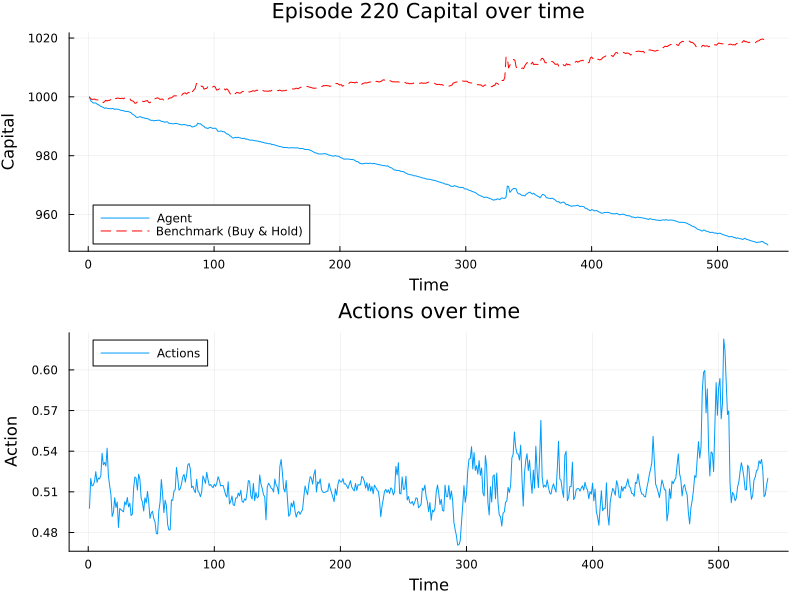 Episode 220 Capital over time
1020
1000
980
960
Capital
Agent
Benchmark (Buy & Hold)
0 100 200 300 400 500
Time
Actions over time
Actions
0.60
0.57
0.54
0.51
0.48
Action
0 100 200 300 400 500
Time